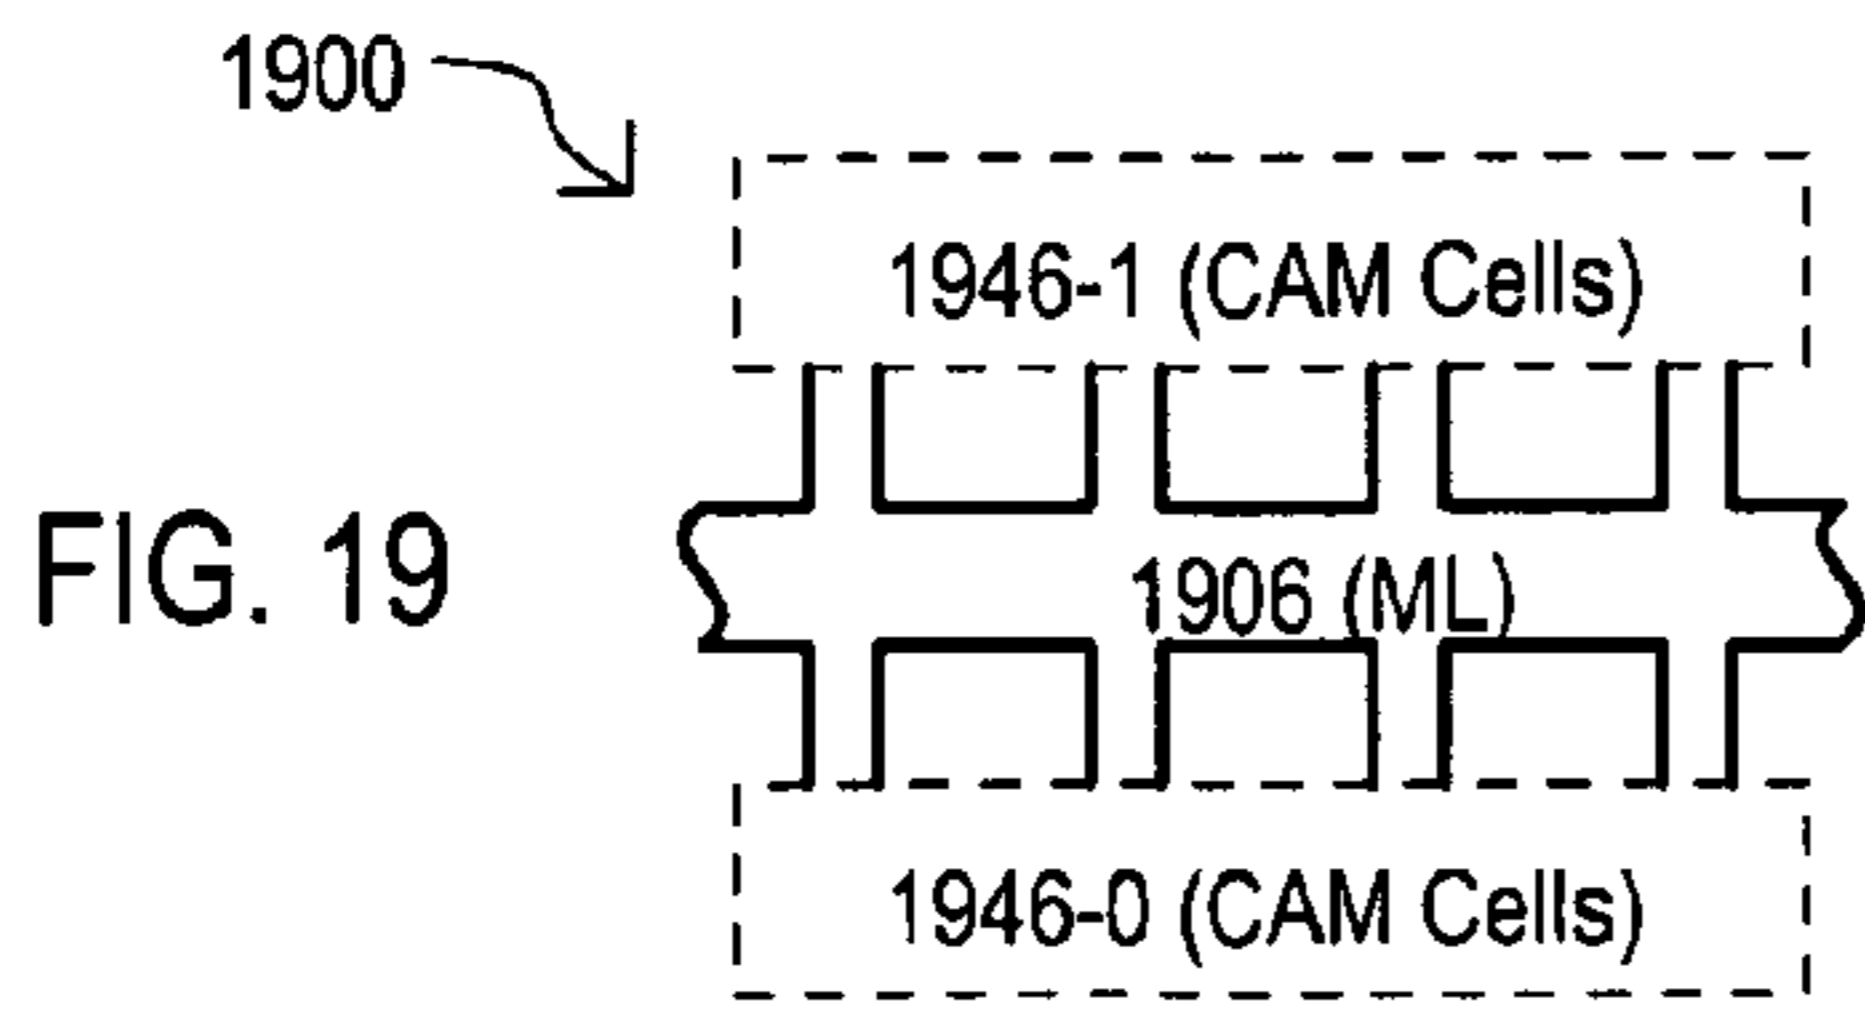 1900
1946-1 (CAM Cells)
FIG. 19
1906 (ML)
1946-0 (CAM Cells)